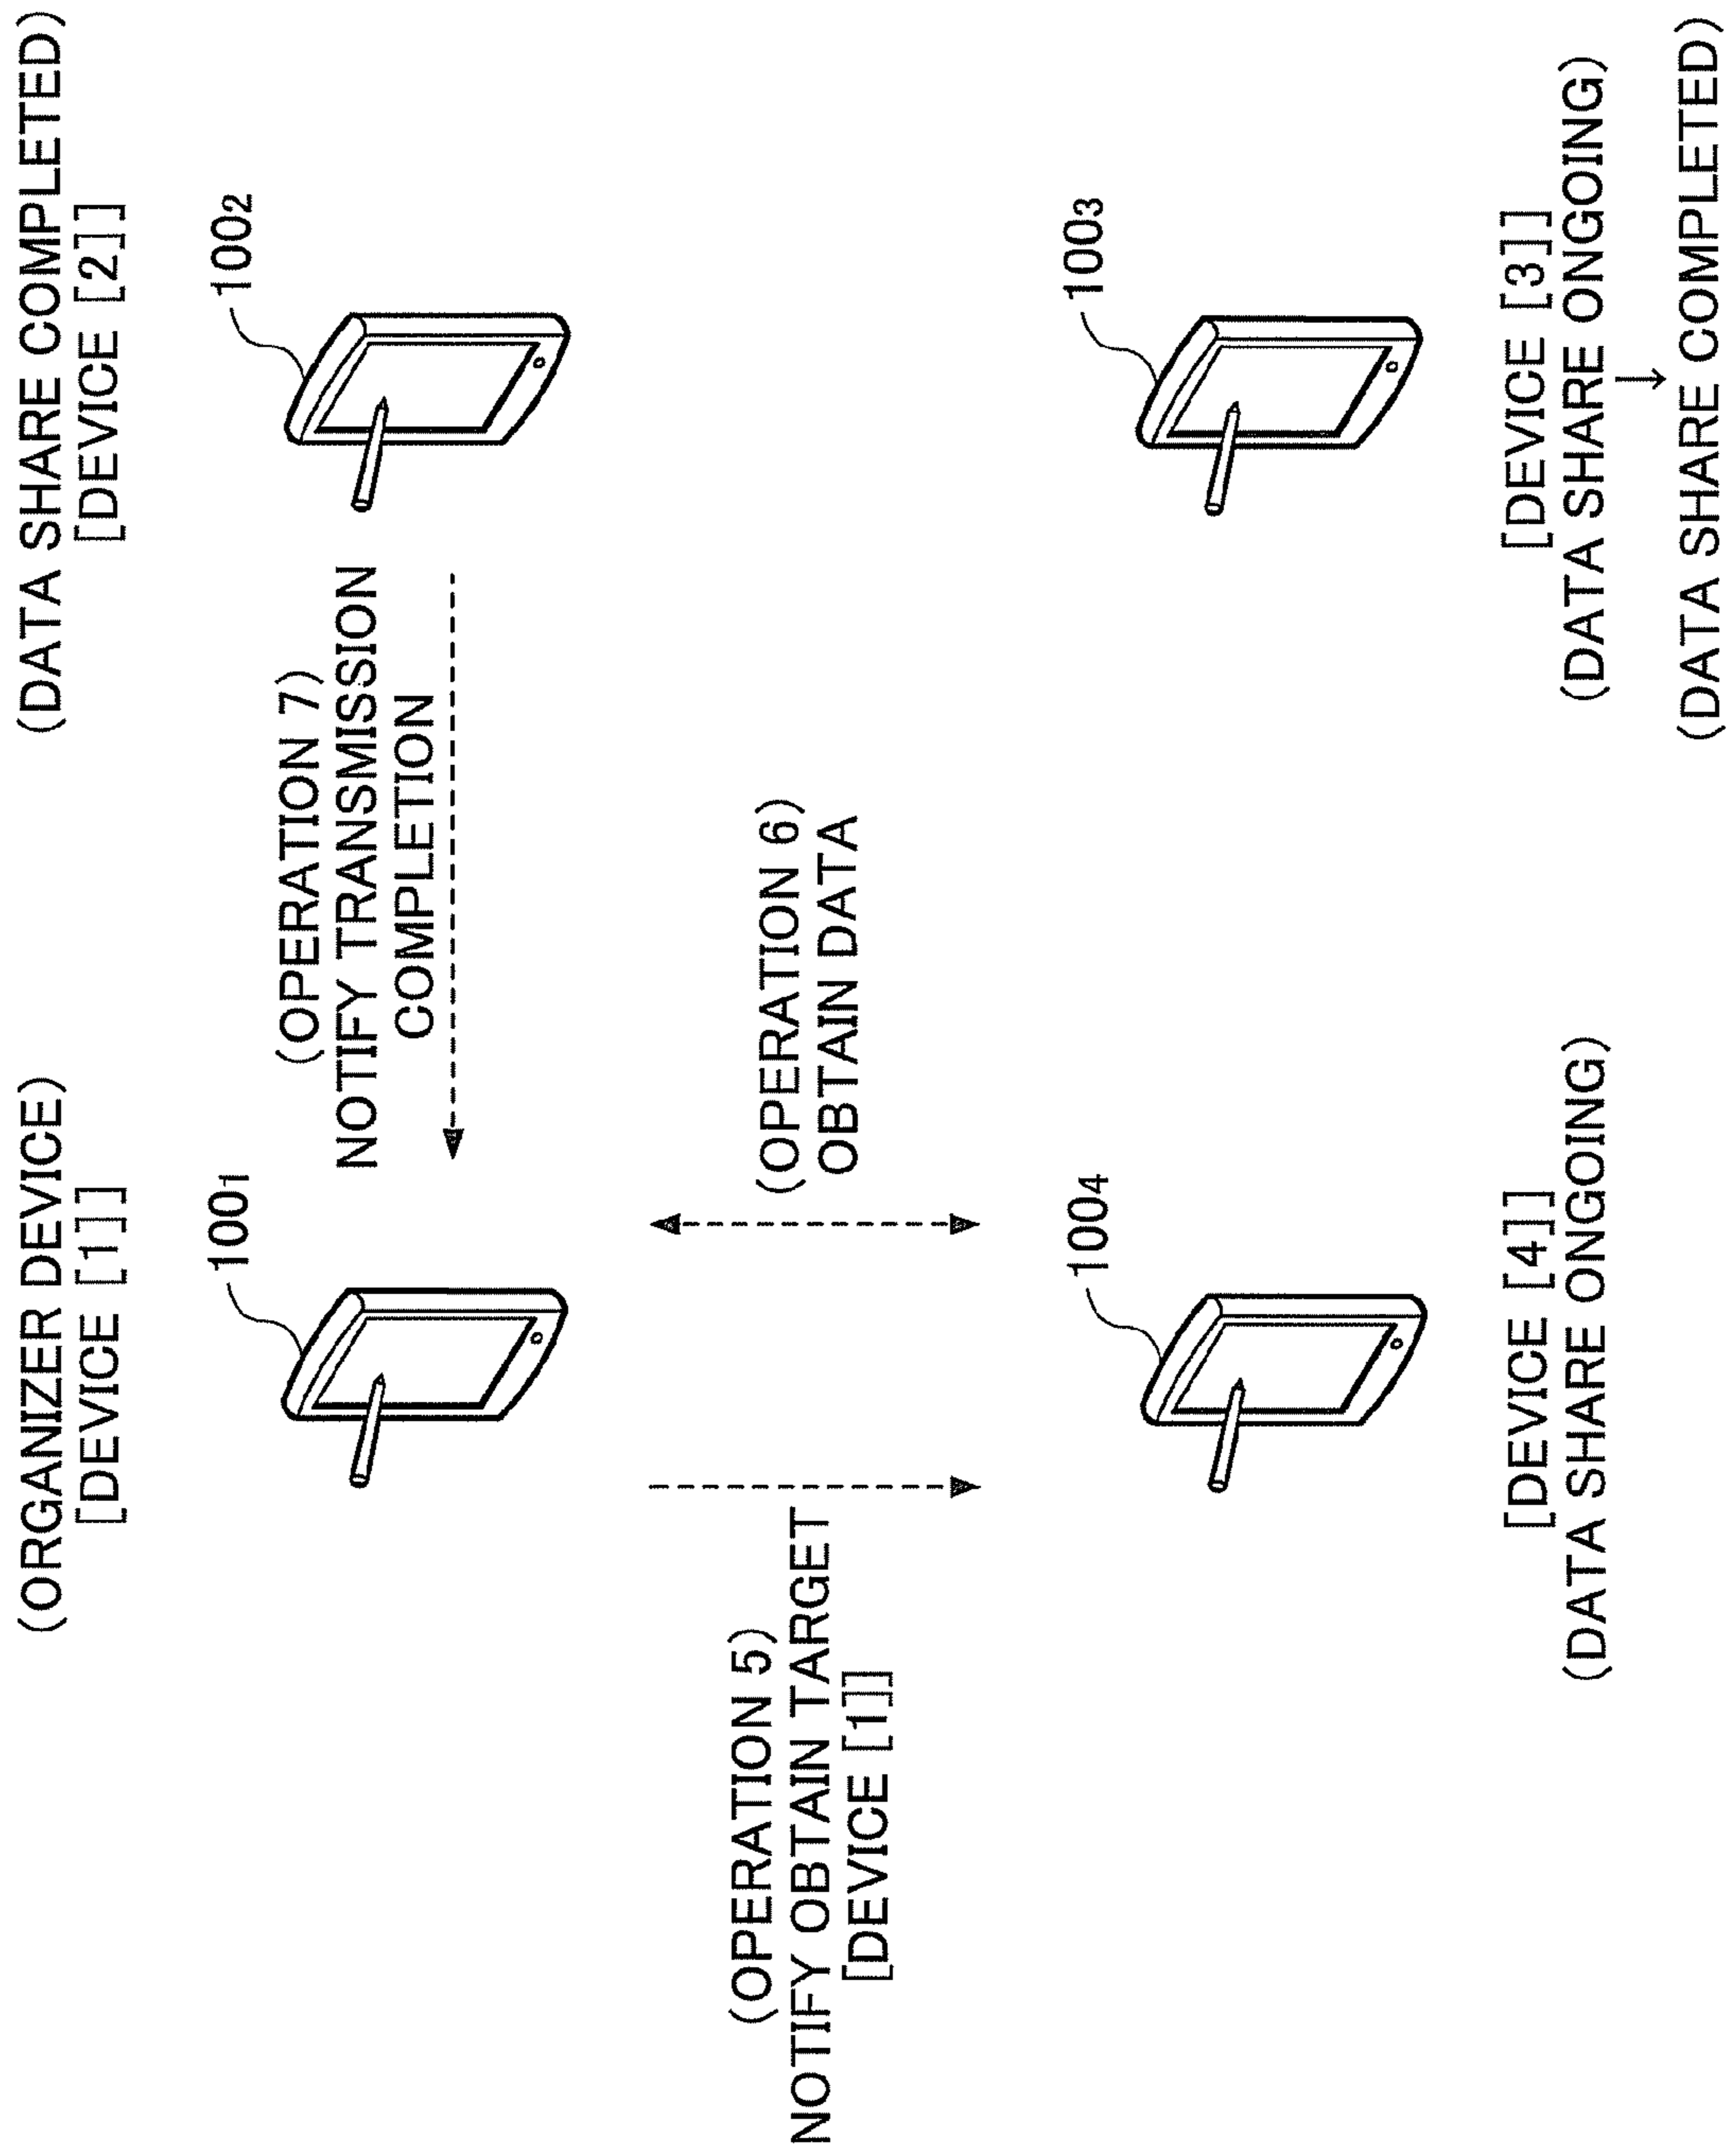 (ORGANIZER DEVICE)
[DEVICE [1]]
100₁
(DATA SHARE COMPLETED)
[DEVICE [2]]
100₂
(OPERATION 7)
NOTIFY TRANSMISSION
COMPLETION
(OPERATION 5)
NOTIFY OBTAIN TARGET
[DEVICE [1]]
(OPERATION 6)
OBTAIN DATA
100₄
[DEVICE [4]]
(DATA SHARE ONGOING)
100₃
[DEVICE [3]]
(DATA SHARE ONGOING)
→
(DATA SHARE COMPLETED)